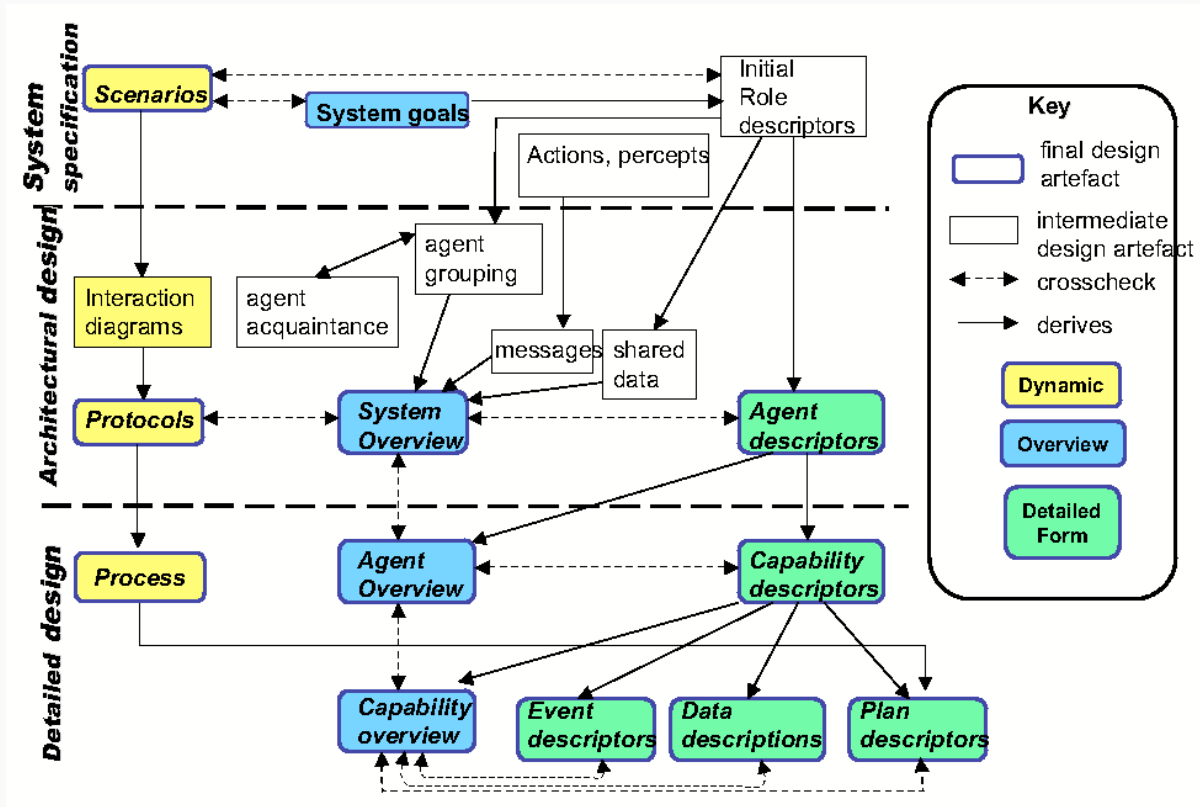 System
specification
Scenarios
System goals
Initial
Role
descriptors
Actions, percepts
Architectural design
agent
grouping
Interaction
diagrams
agent
acquaintance
messages
shared
data
Protocols
System
Overview
Agent
descriptors
Detailed design
Process
Agent
Overview
Capability
descriptors
Capability
overview
Event
descriptors
Data
descriptions
Plan
descriptors
Key
final design
artefact
intermediate
design artefact
crosscheck
derives
Dynamic
Overview
Detailed
Form